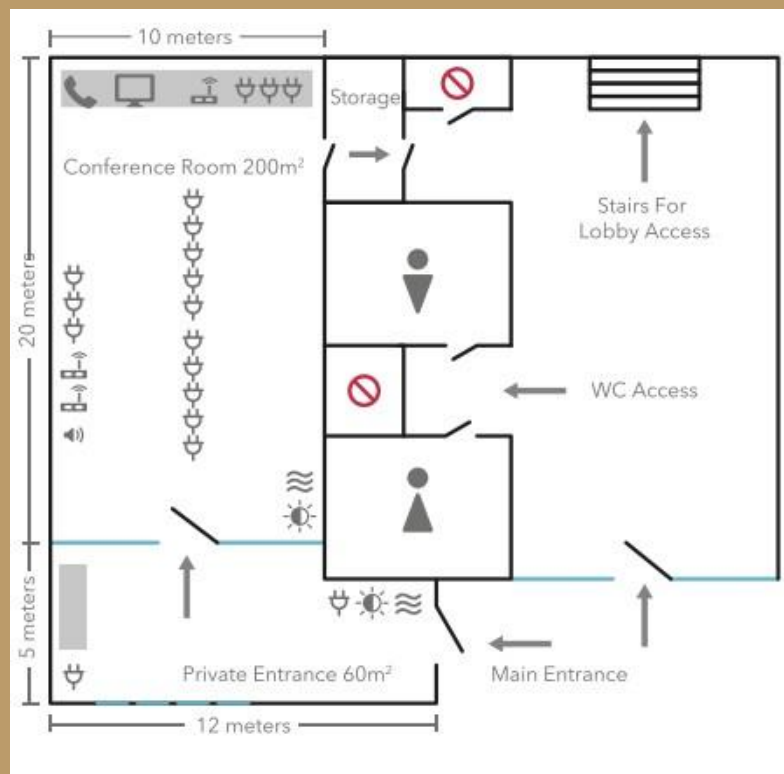 10 meters
Storage
Conference Room 200m²
Stairs For
Lobby Access
20 meters
WC Access
5 meters
Private Entrance 60m²
Main Entrance
12 meters